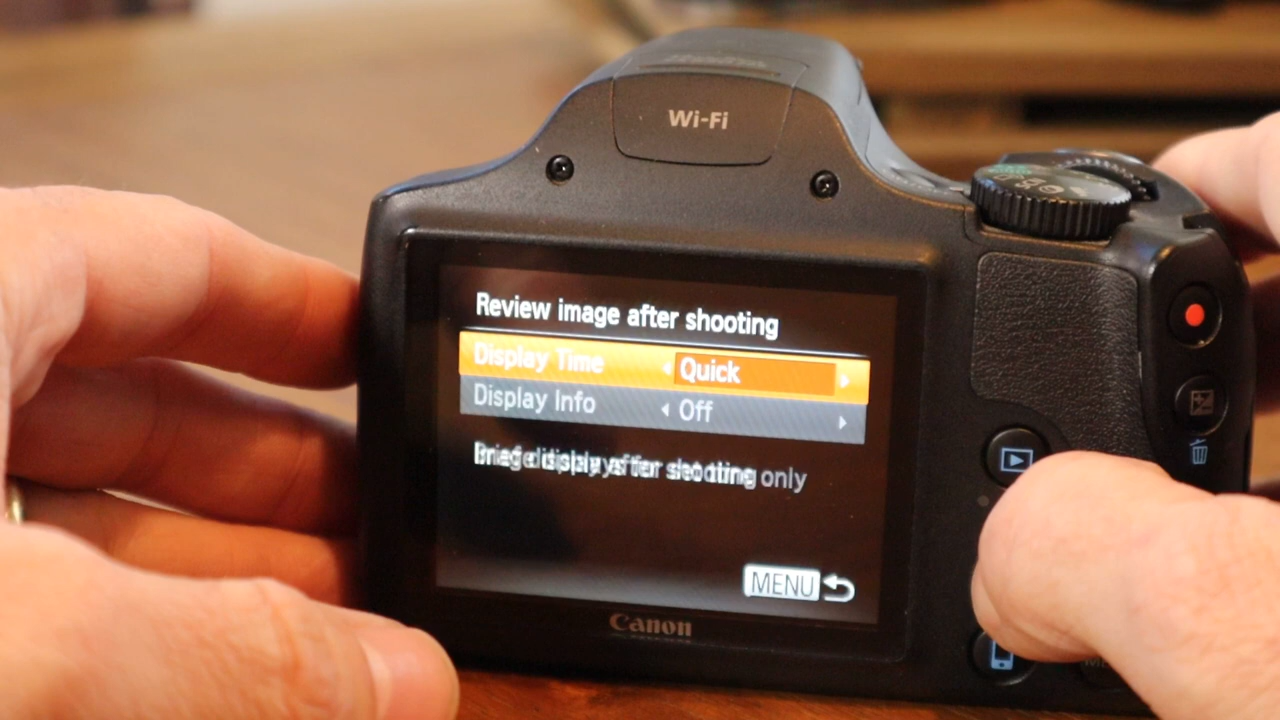 Wi-Fi
Review image after shooting
Display Time Quick
Display Info Off
only
MENU
Canon